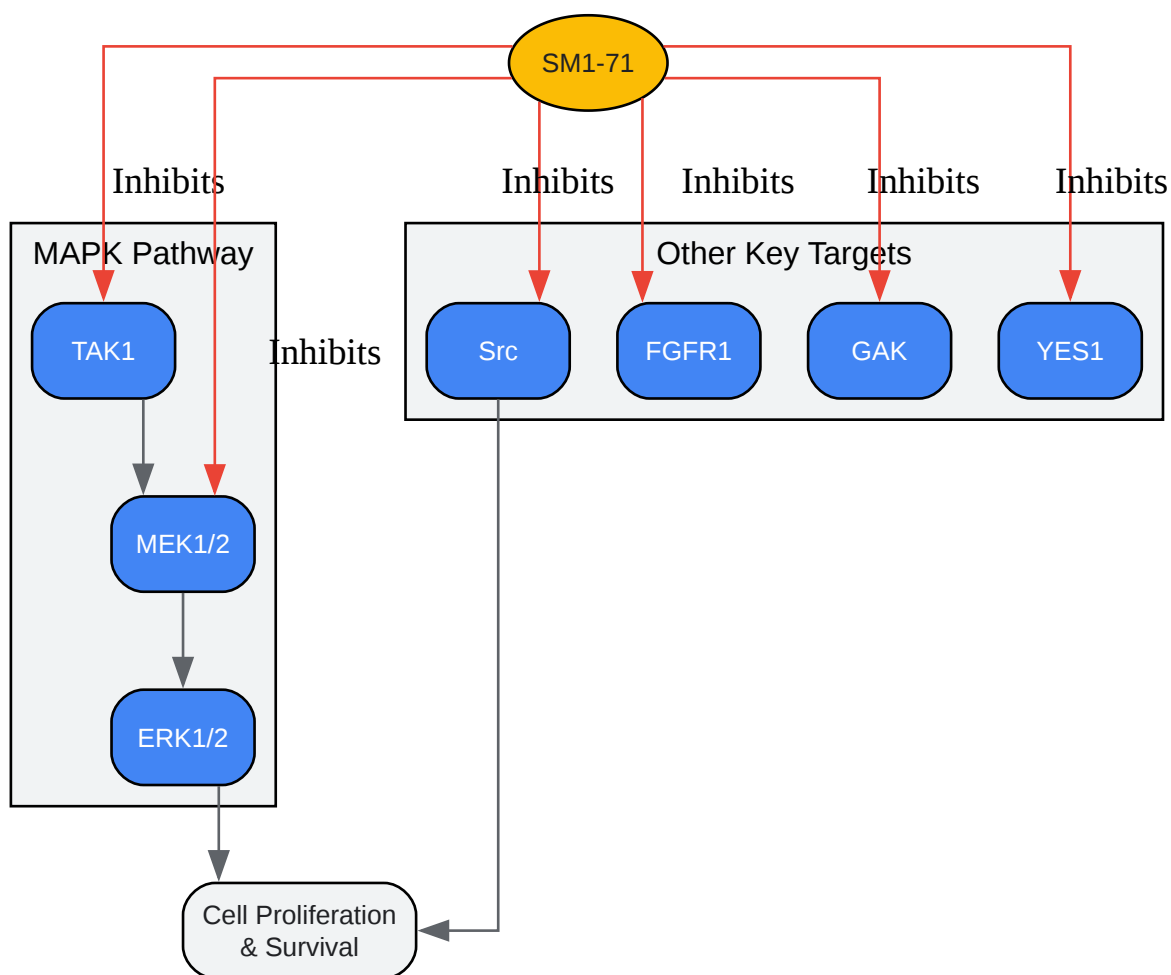 SM1-71
Inhibits
Inhibits
Inhibits
Inhibits
Inhibits
MAPK Pathway
Other Key Targets
TAK1
Inhibits
Src
FGFR1
GAK
YES1
MEK1/2
ERK1/2
Cell Proliferation
& Survival